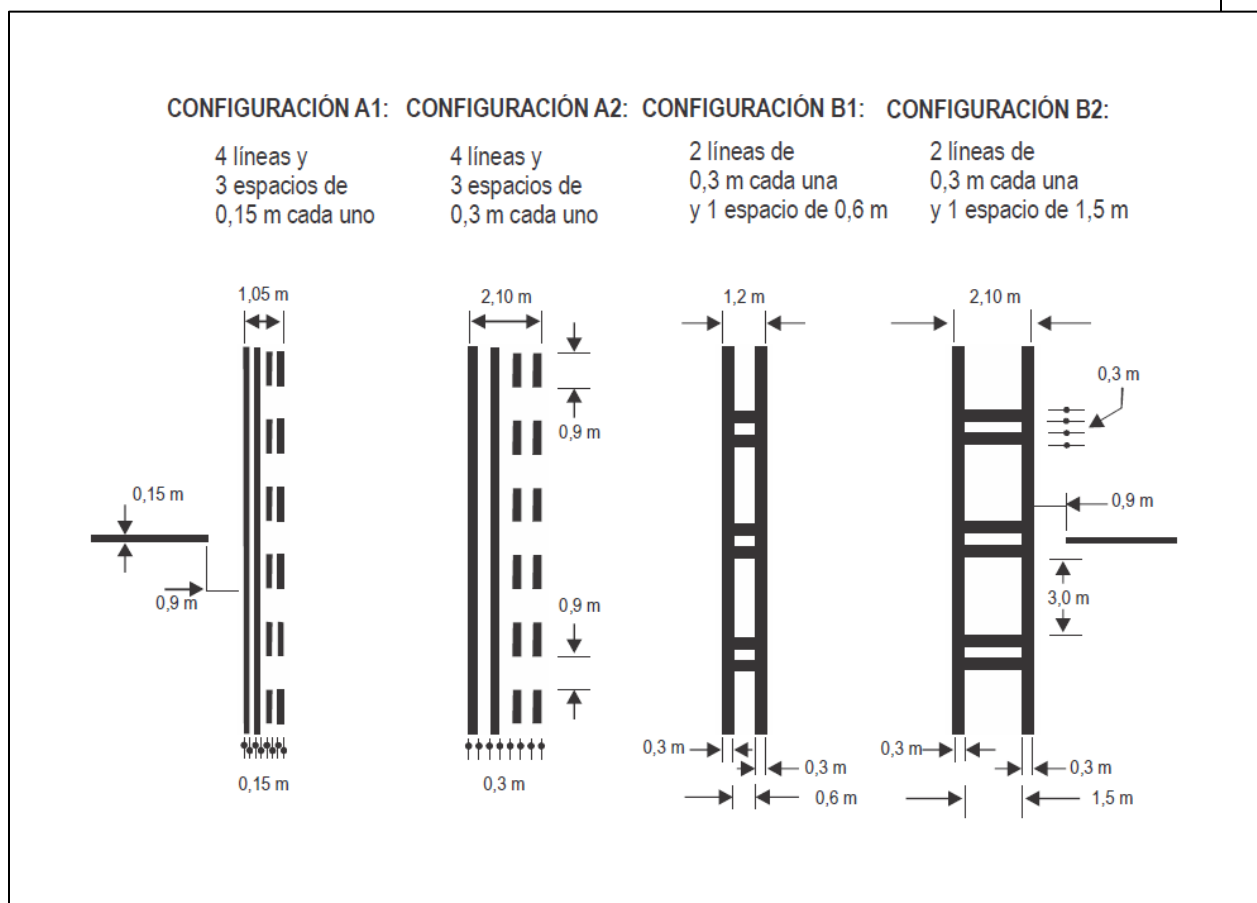 CONFIGURACIÓN A1:
4 líneas y
3 espacios de
0,15 m cada uno
CONFIGURACIÓN A2:
4 líneas y
3 espacios de
0,3 m cada uno
CONFIGURACIÓN B1:
2 líneas de
0,3 m cada una
y 1 espacio de 0,6 m
CONFIGURACIÓN B2:
2 líneas de
0,3 m cada una
y 1 espacio de 1,5 m
1,05 m
2,10 m
1,2 m
2,10 m
0,3 m
0,9 m
0,15 m
0,9 m
0,9 m
0,9 m
3,0 m
0,3 m
0,3 m
0,3 m
0,3 m
0,15 m
0,3 m
0,6 m
1,5 m